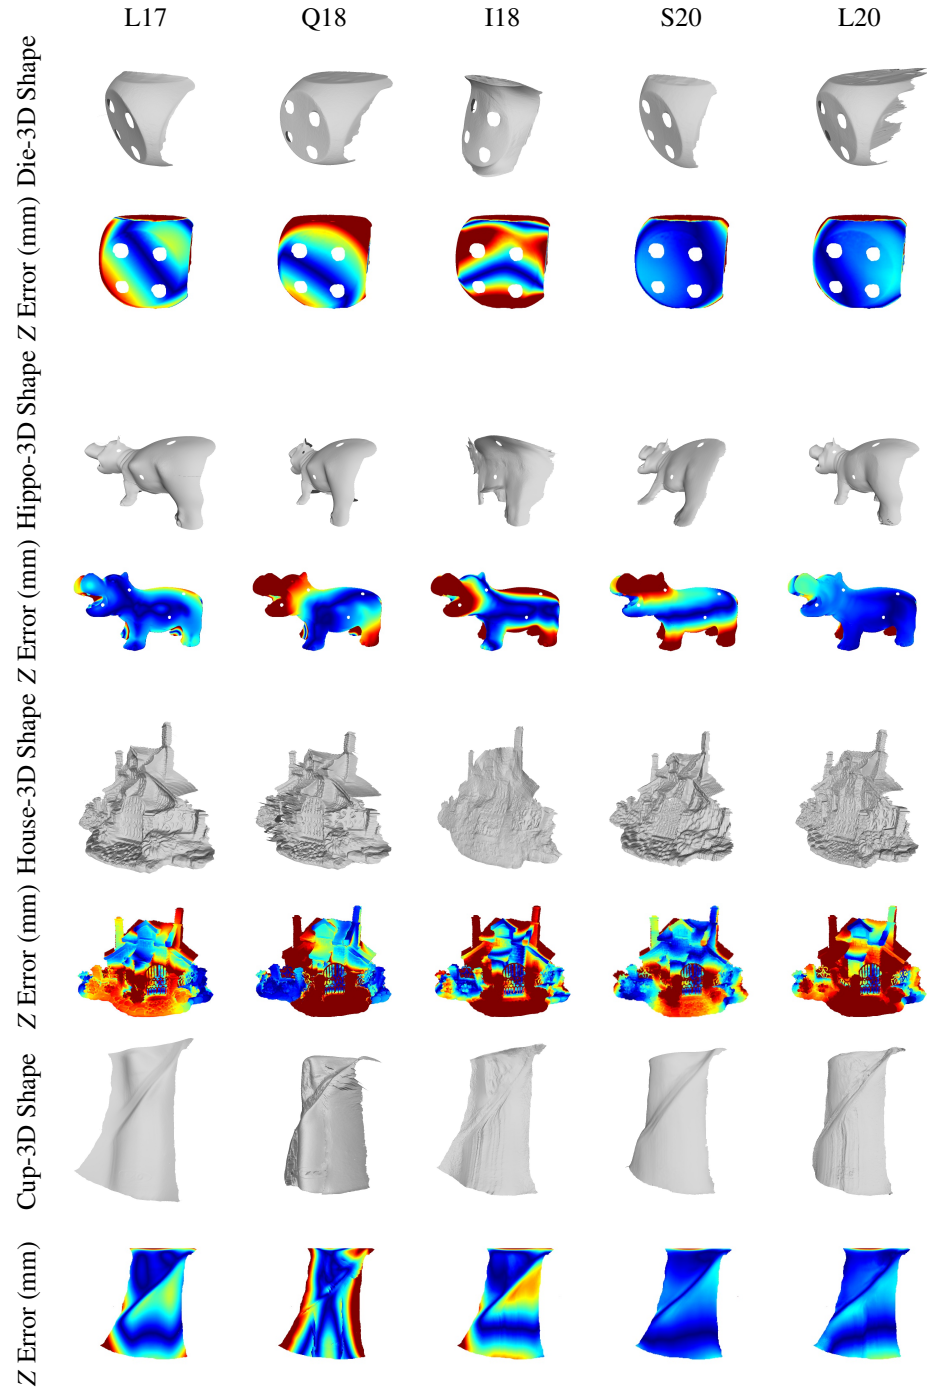 L17 Q18 I18 S20 L20
Die-3D Shape
Z Error (mm)
Hippo-3D Shape
Z Error (mm)
House-3D Shape
Z Error (mm)
Cup-3D Shape
Z Error (mm)